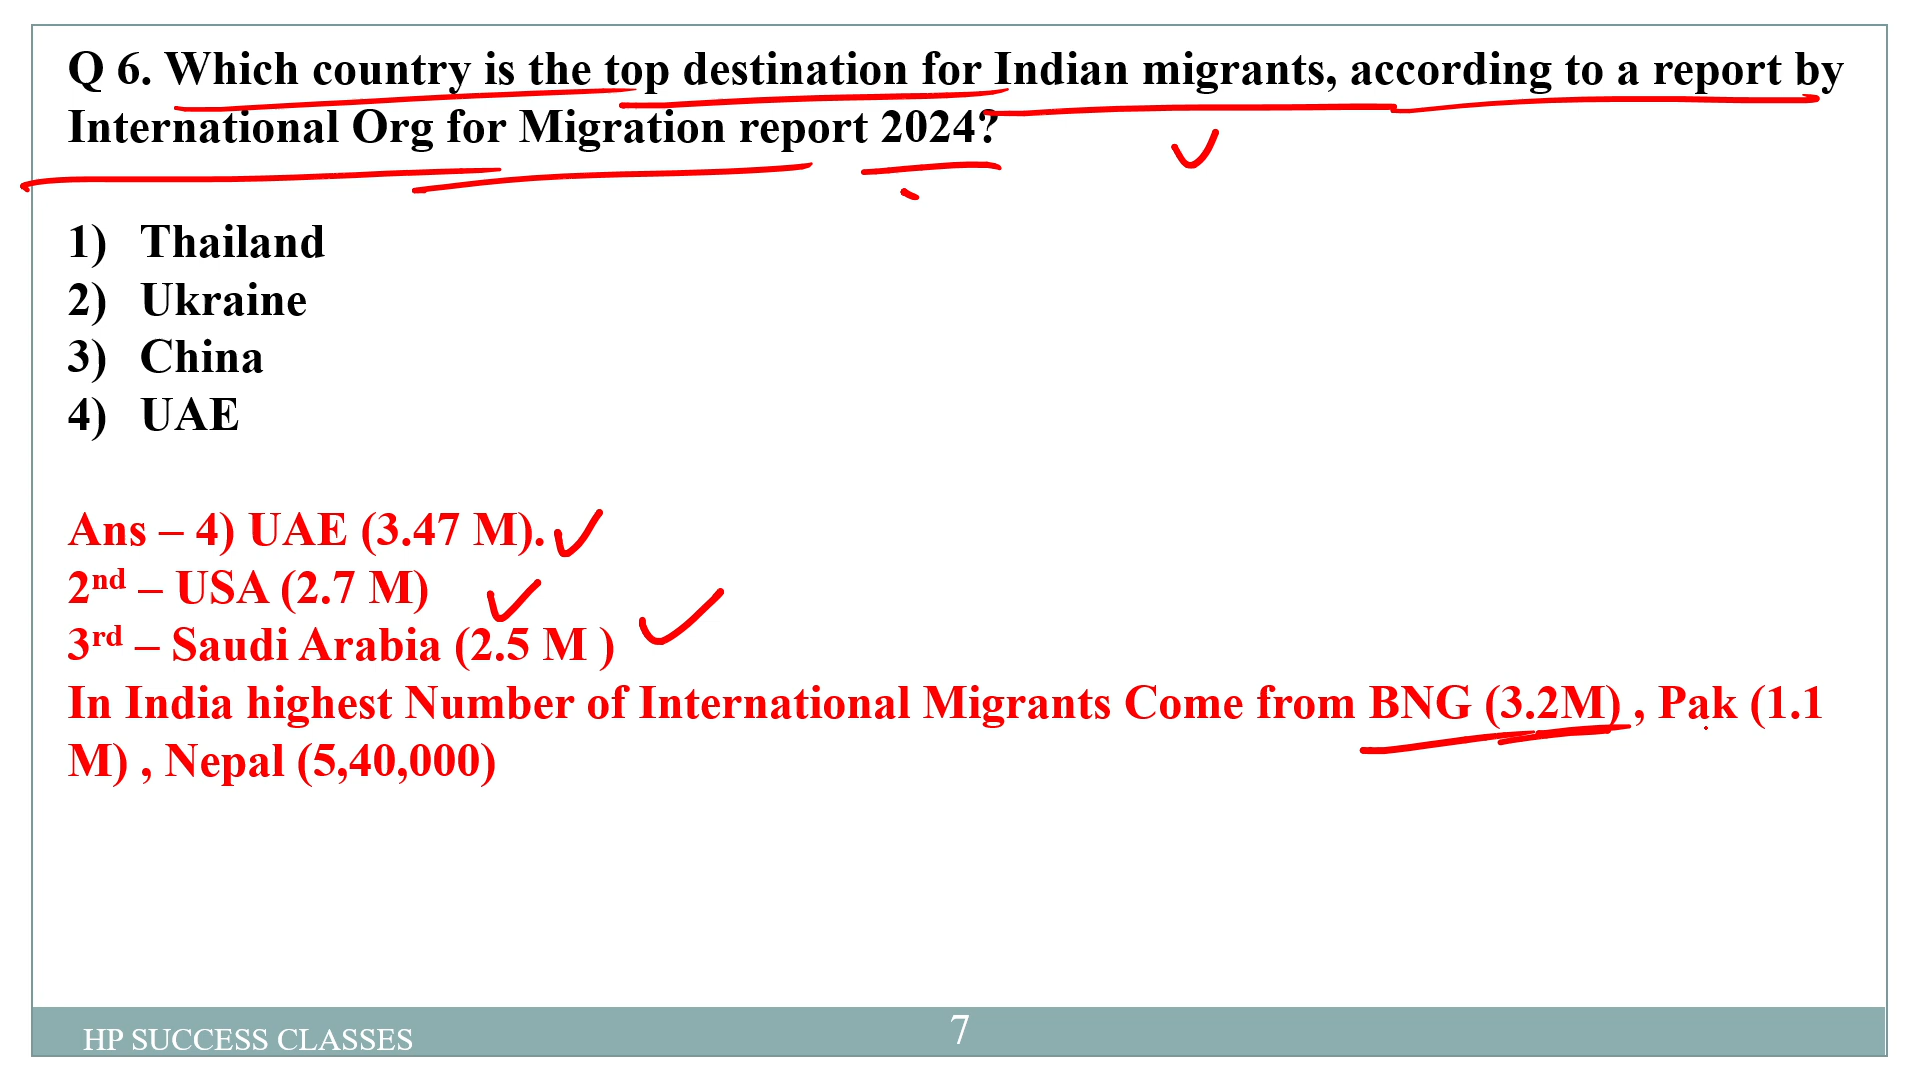 Q 6. Which country is the top destination for Indian migrants, according to a report by
International Org for Migration report 2024?
1) Thailand
2) Ukraine
3) China
4) UAE
Ans – 4) UAE (3.47 M).
2nd – USA (2.7 M)
3rd – Saudi Arabia (2.5 M )
In India highest Number of International Migrants Come from BNG (3.2M) , Pak (1.1
M) , Nepal (5,40,000)
HP SUCCESS CLASSES
7